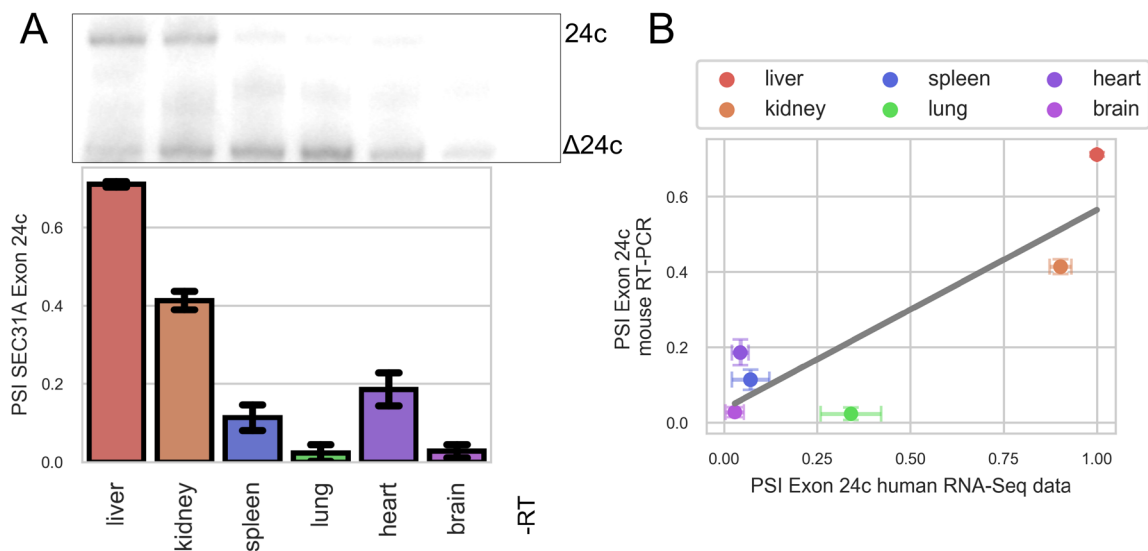 A
24c
Δ24c
PSI SEC31A Exon 24c
0.6
0.4
0.2
0.0
liver
kidney
spleen
lung
heart
brain
-RT
B
liver
kidney
spleen
lung
heart
brain
PSI Exon 24c
mouse RT-PCR
0.6
0.4
0.2
0.0
0.00
0.25
0.50
0.75
1.00
PSI Exon 24c human RNA-Seq data